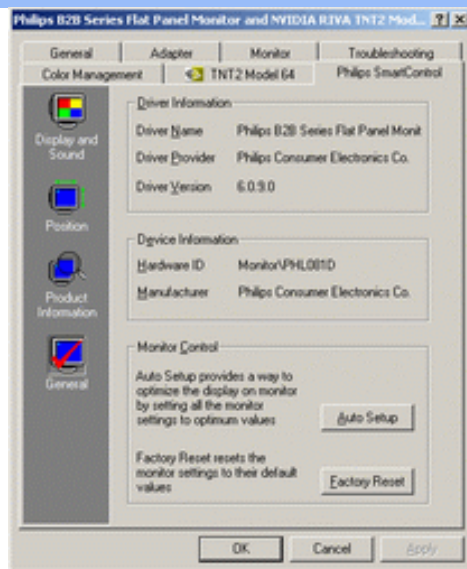 Philips B2B Series Flat Panel Monitor and NVIDIA RIVA TNT2 Mod...
General Adapter Monitor Troubleshooting
Color Management TNT2 Model 64 Philips SmartControl
Display and
Sound
Position
Product
Information
General
Driver Information
Driver Name Philips B2B Series Flat Panel Monit
Driver Provider Philips Consumer Electronics Co.
Driver Version 6.0.9.0
Device Information
Hardware ID Monitor\PHL081D
Manufacturer Philips Consumer Electronics Co.
Monitor Control
Auto Setup provides a way to
optimize the display on monitor
by setting all the monitor
settings to optimum values
Auto Setup
Factory Reset resets the
monitor settings to their default
values
Factory Reset
OK Cancel Apply